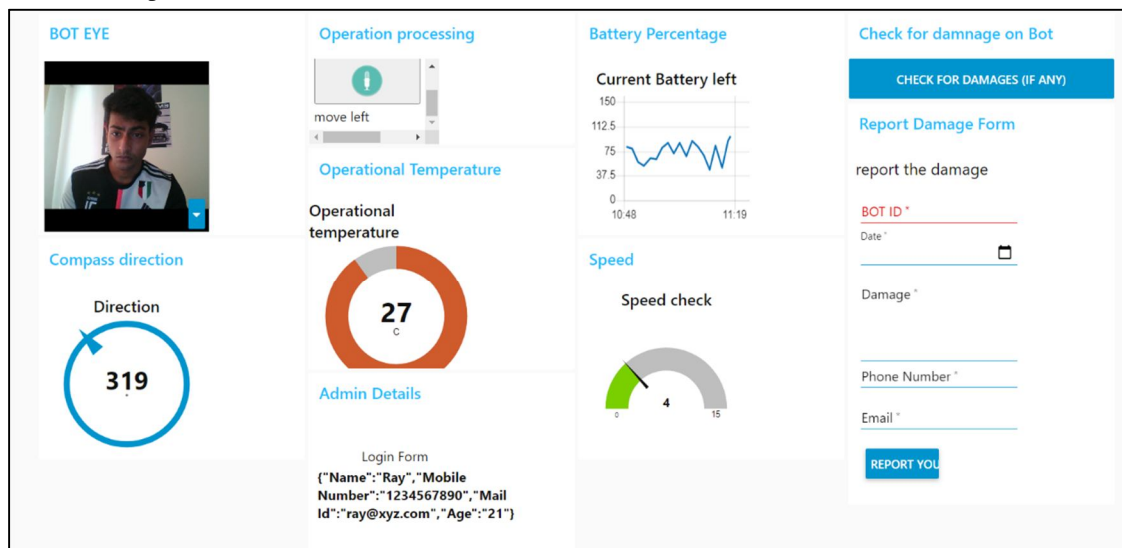 BOT EYE
Compass direction
Direction
319
°
Operation processing
move left
Operational Temperature
Operational
temperature
27
C
Admin Details
Login Form
{"Name":"Ray","Mobile
Number":"1234567890","Mail
Id":"ray@xyz.com","Age":"21"}
Battery Percentage
Current Battery left
150
112.5
75
37.5
0
10:48 11:19
Speed
Speed check
4
0 15
Check for damnage on Bot
CHECK FOR DAMAGES (IF ANY)
Report Damage Form
report the damage
BOT ID *
Date *
Damage *
Phone Number *
Email *
REPORT YOU